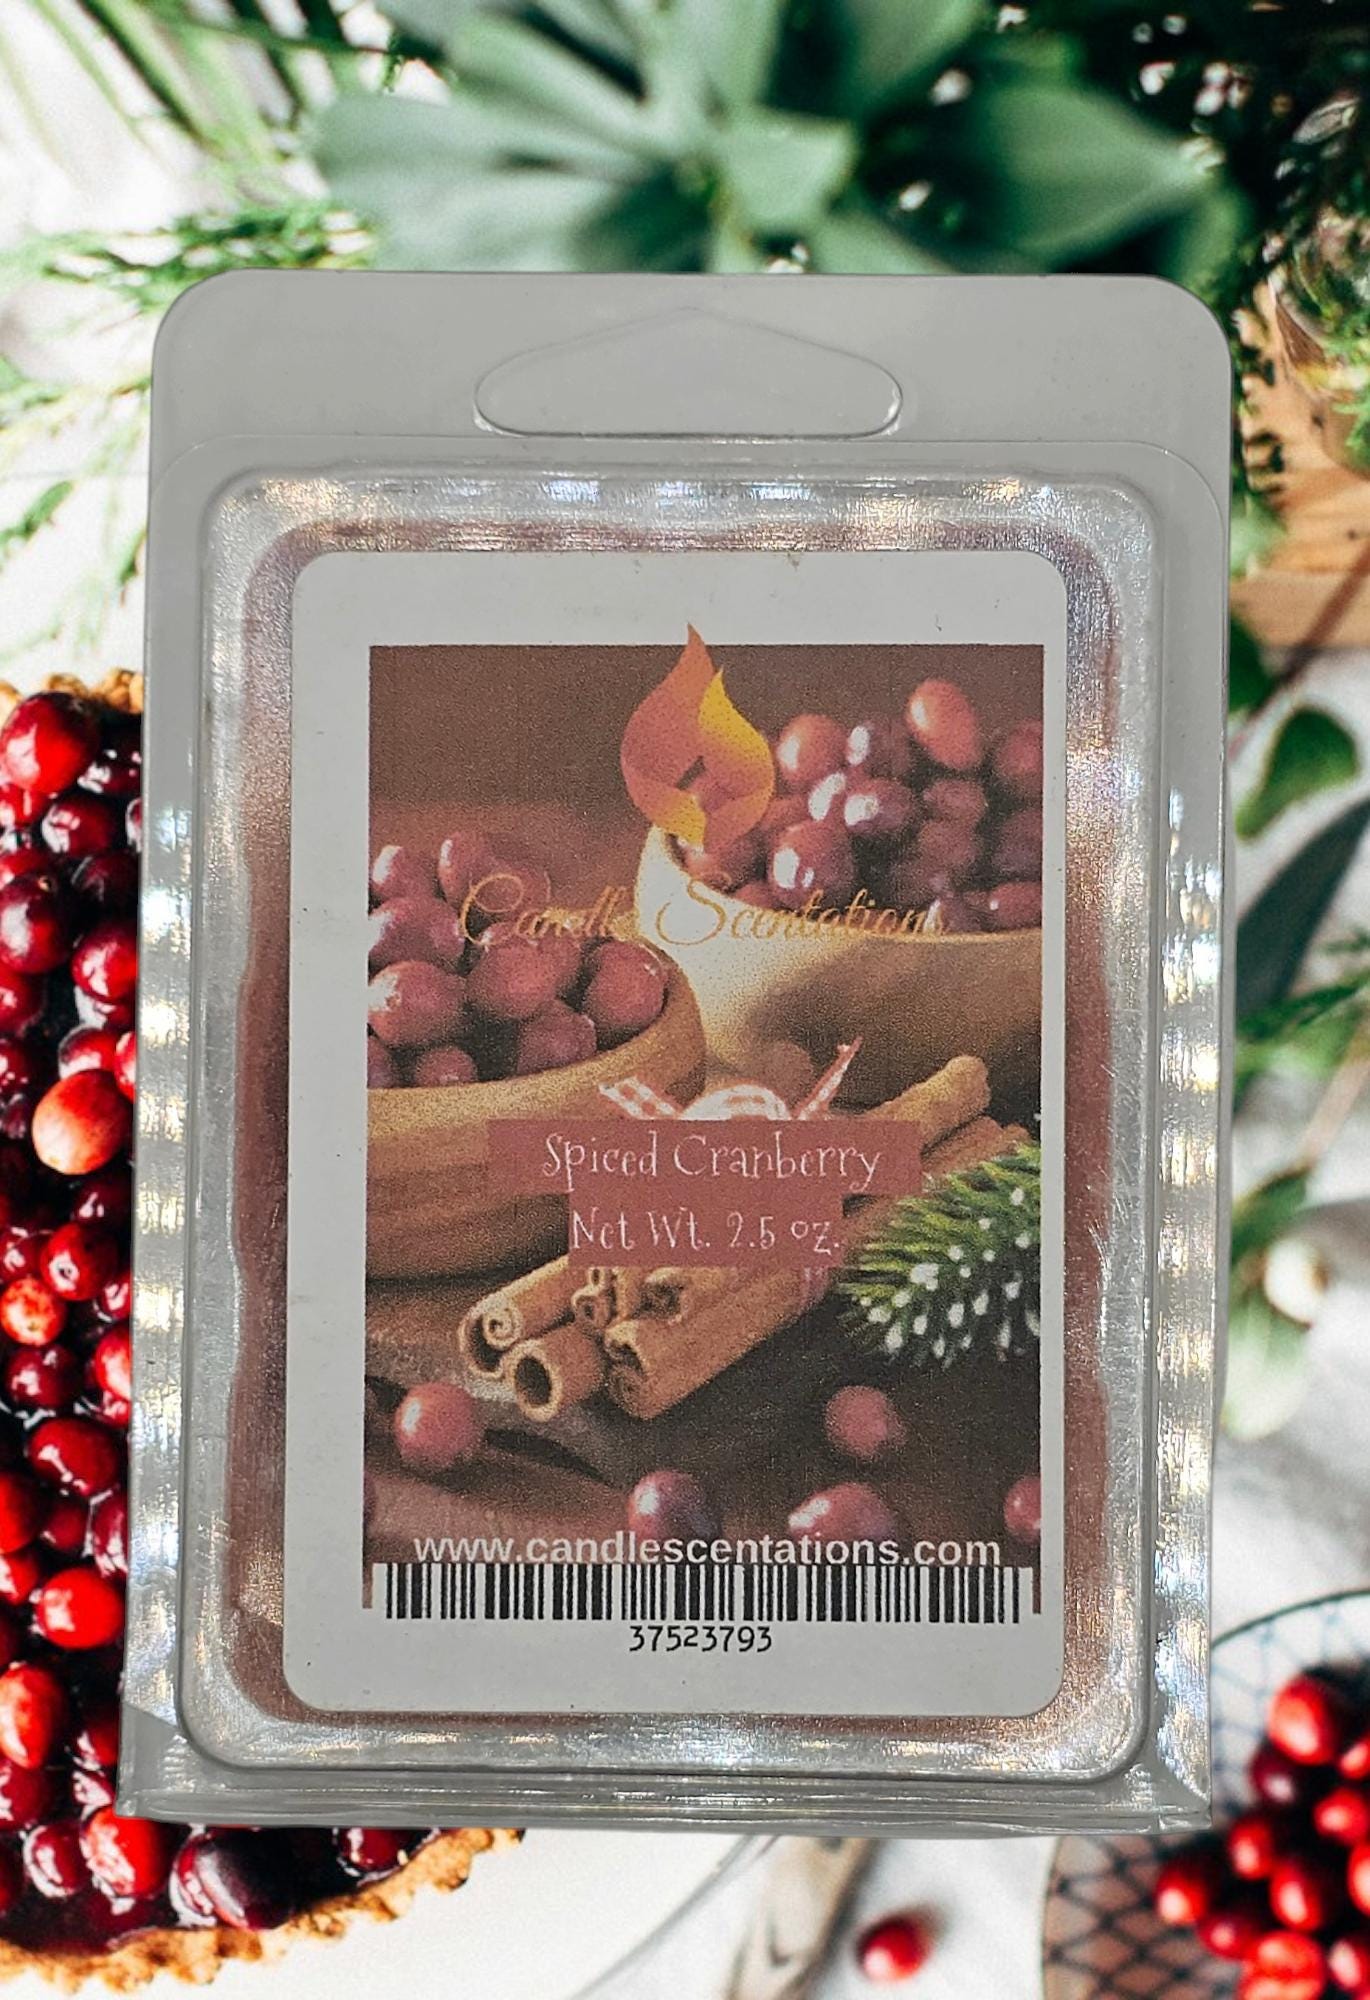 Candle Scentations
Spiced Cranberry
Net Wt. 2.5 oz.
www.candlescentations.com
37523793